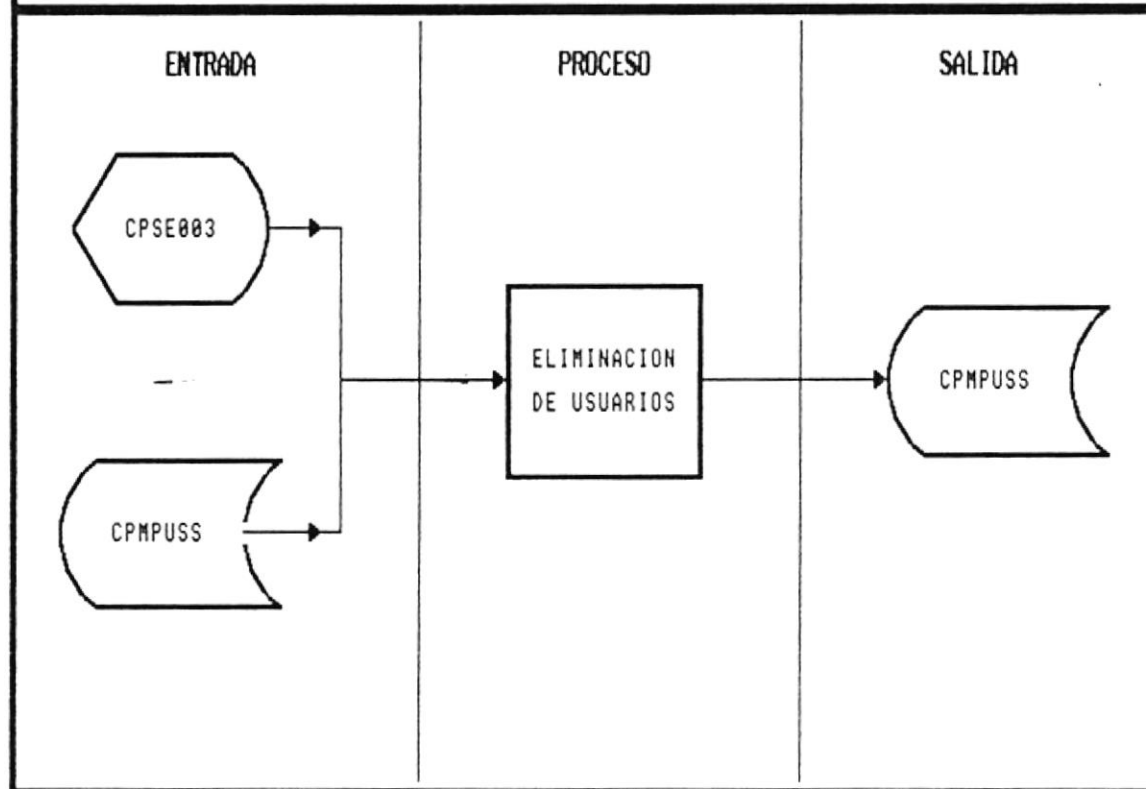 ENTRADA
PROCESO
SALIDA
CPSE003
ELIMINACION
DE USUARIOS
CPMPUSS
CPMPUSS